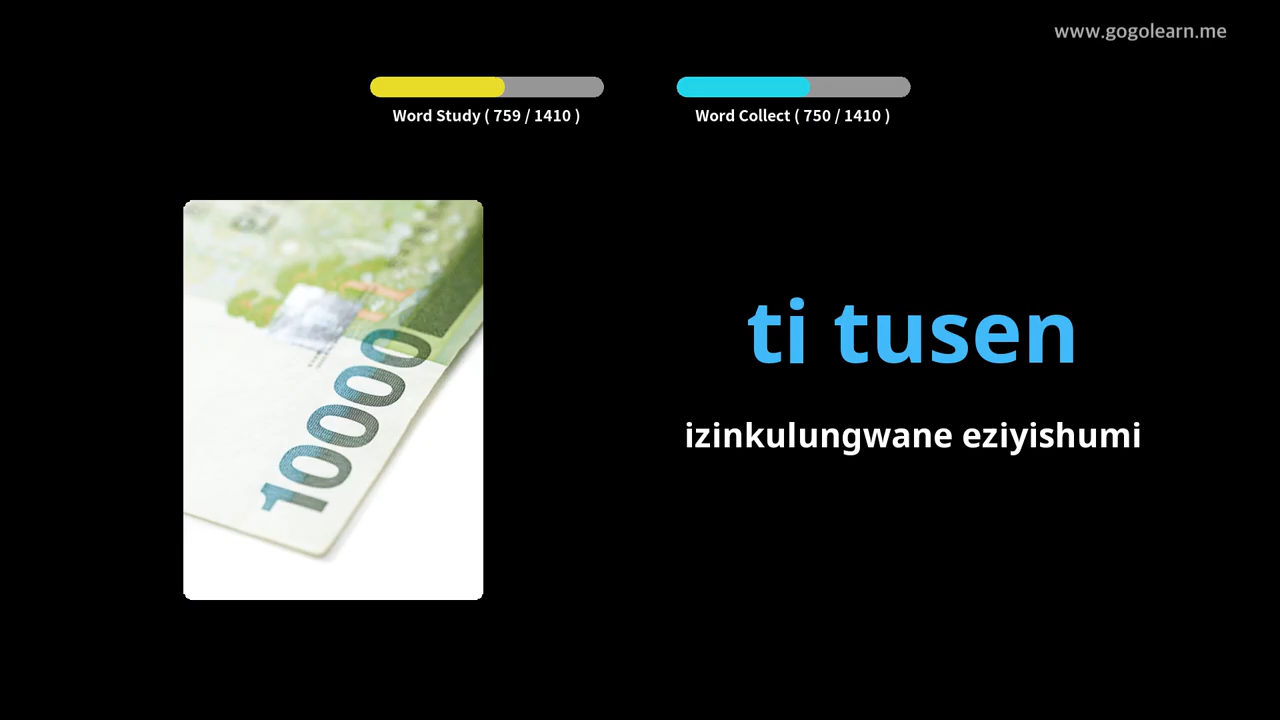 www.gogolearn.me
Word Study ( 759 / 1410 )
Word Collect ( 750 / 1410 )
10000
ti tusen
izinkulungwane eziyishumi